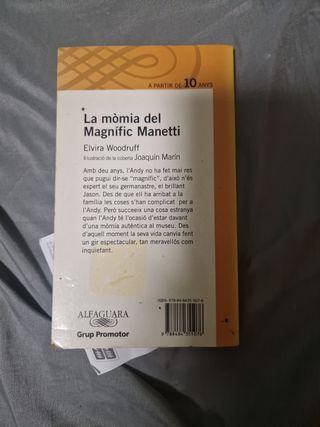 A PARTIR DE 10 ANYS
La mòmia del
Magnífic Manetti
Elvira Woodruff
Il·lustració de la coberta Joaquín Marín
Amb deu anys, l'Andy no ha fet mai res
que pugui dir-se "magnífic", d'això n'és
expert el seu germanastre, el brillant
Jason. Des de que ell ha arribat a la
família les coses s'han complicat per a
l'Andy. Però succeeix una cosa estranya
quan l'Andy té l'ocasió d'estar davant
d'una mòmia autèntica al museu. Des
d'aquell moment la seva vida canvia fent
un gir espectacular, tan meravellós com
inquietant.
ALFAGUARA
Grup Promotor